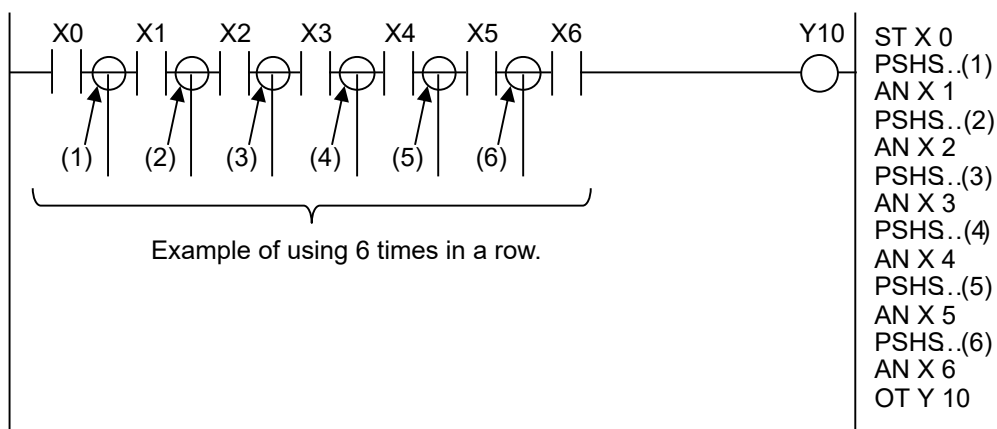 X0 X1 X2 X3 X4 X5 X6 Y10
(1) (2) (3) (4) (5) (6)
Example of using 6 times in a row.
ST X 0
PSHS...(1)
AN X 1
PSHS...(2)
AN X 2
PSHS...(3)
AN X 3
PSHS...(4)
AN X 4
PSHS...(5)
AN X 5
PSHS...(6)
AN X 6
OT Y 10